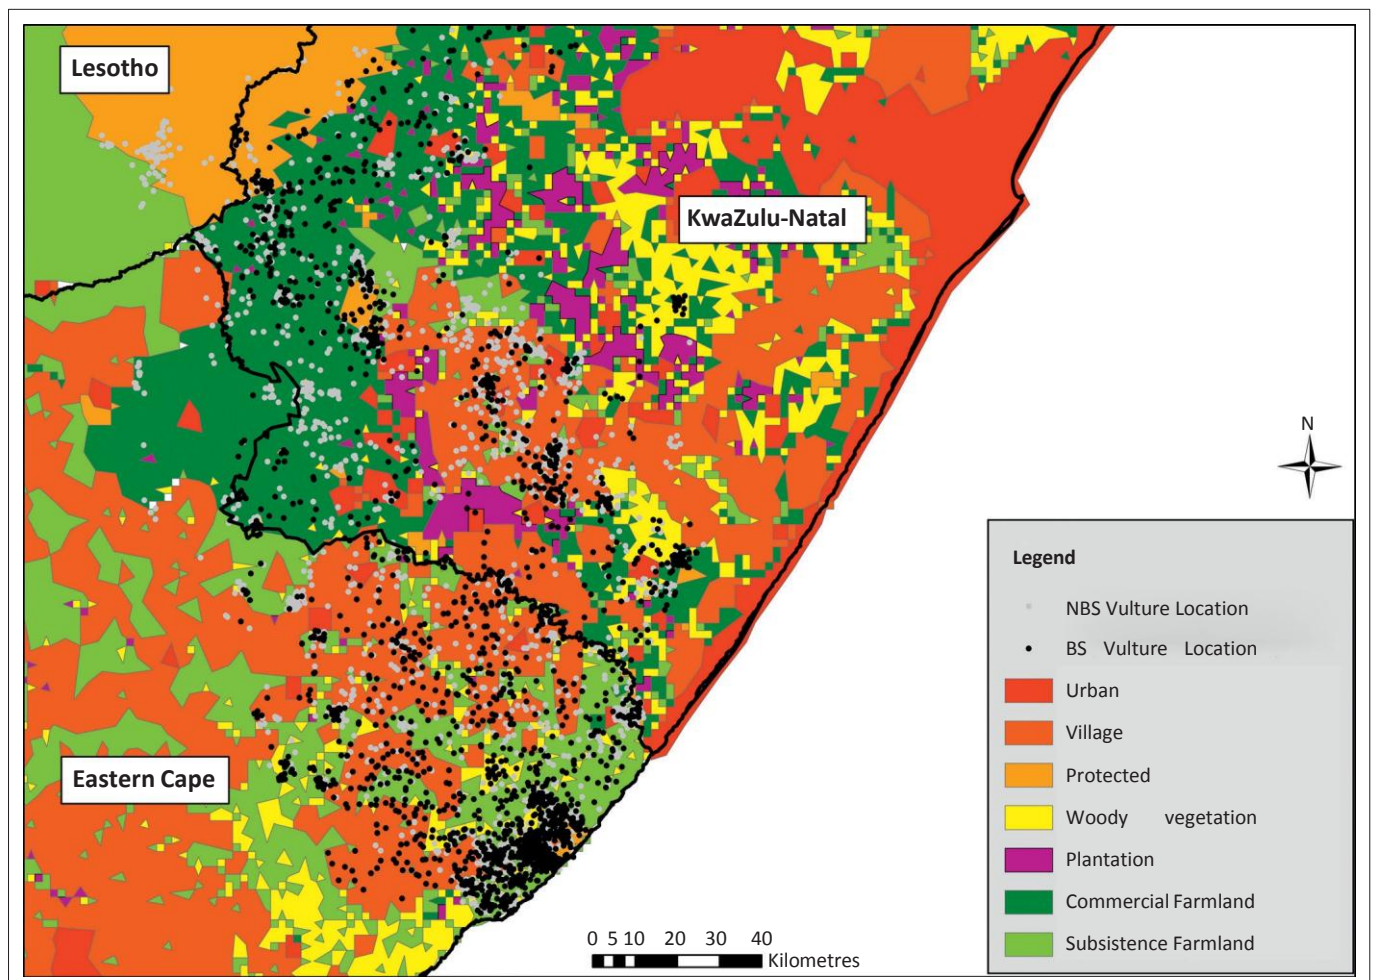 Lesotho
KwaZulu-Natal
Eastern Cape
N
Legend
NBS Vulture Location
BS Vulture Location
Urban
Village
Protected
Woody vegetation
Plantation
Commercial Farmland
Subsistence Farmland
0 5 10 20 30 40
Kilometres